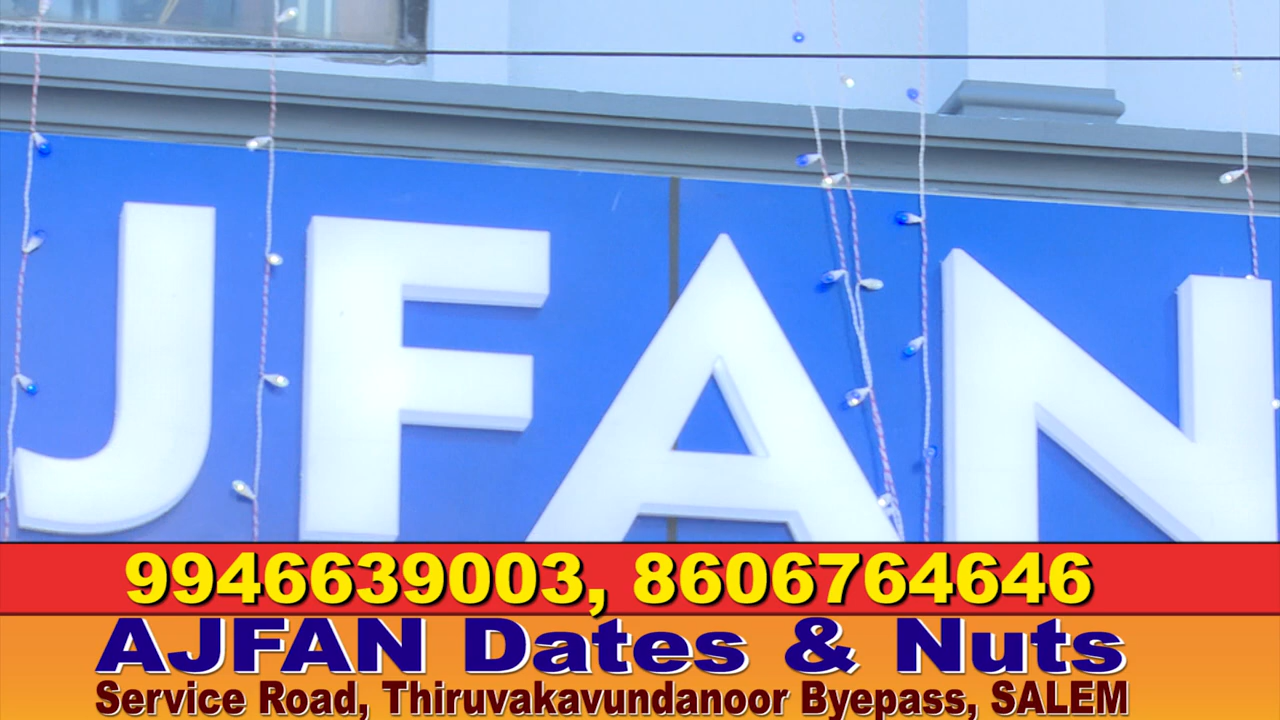 JFAN
9946639003, 8606764646
AJFAN Dates & Nuts
Service Road, Thiruvakavundanoor Byepass, SALEM